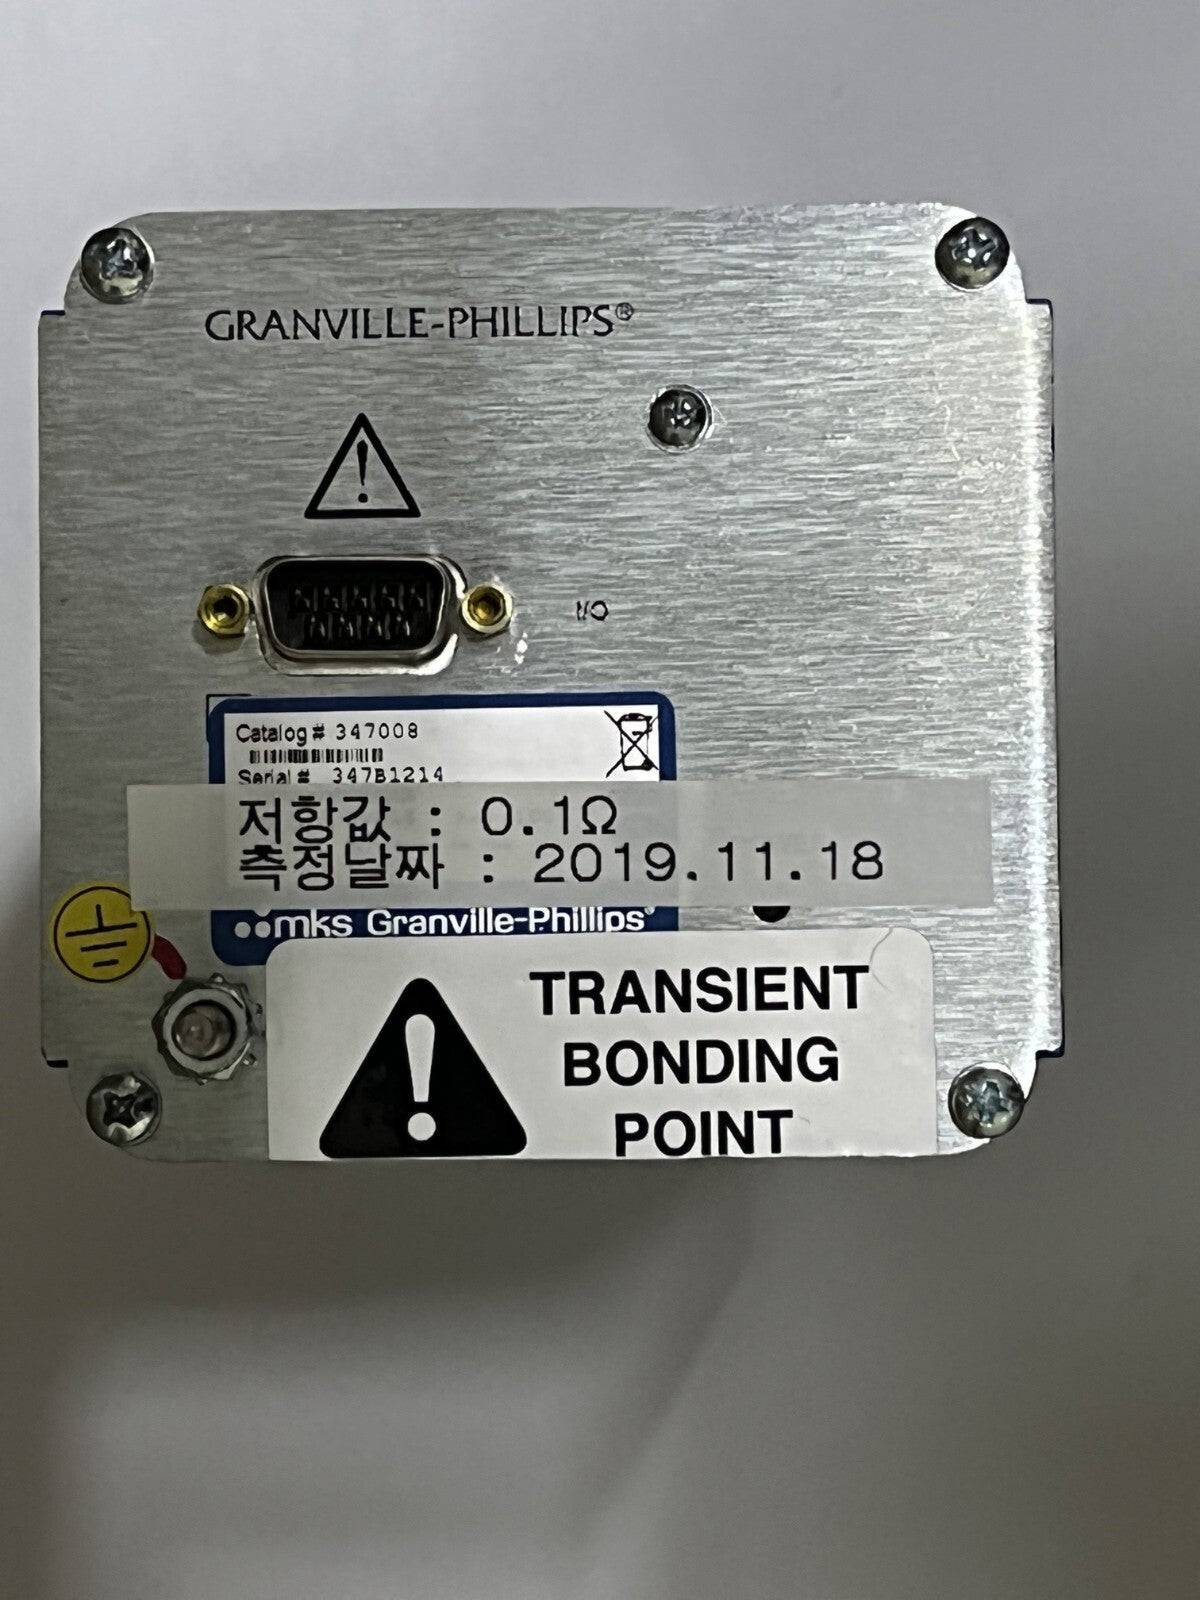 GRANVILLE-PHILLIPS®
Catalog # 347008
Serial # 347B1214
저항값 : 0.1Ω
측정날짜 : 2019.11.18
mks Granville-Phillips®
TRANSIENT
BONDING
POINT